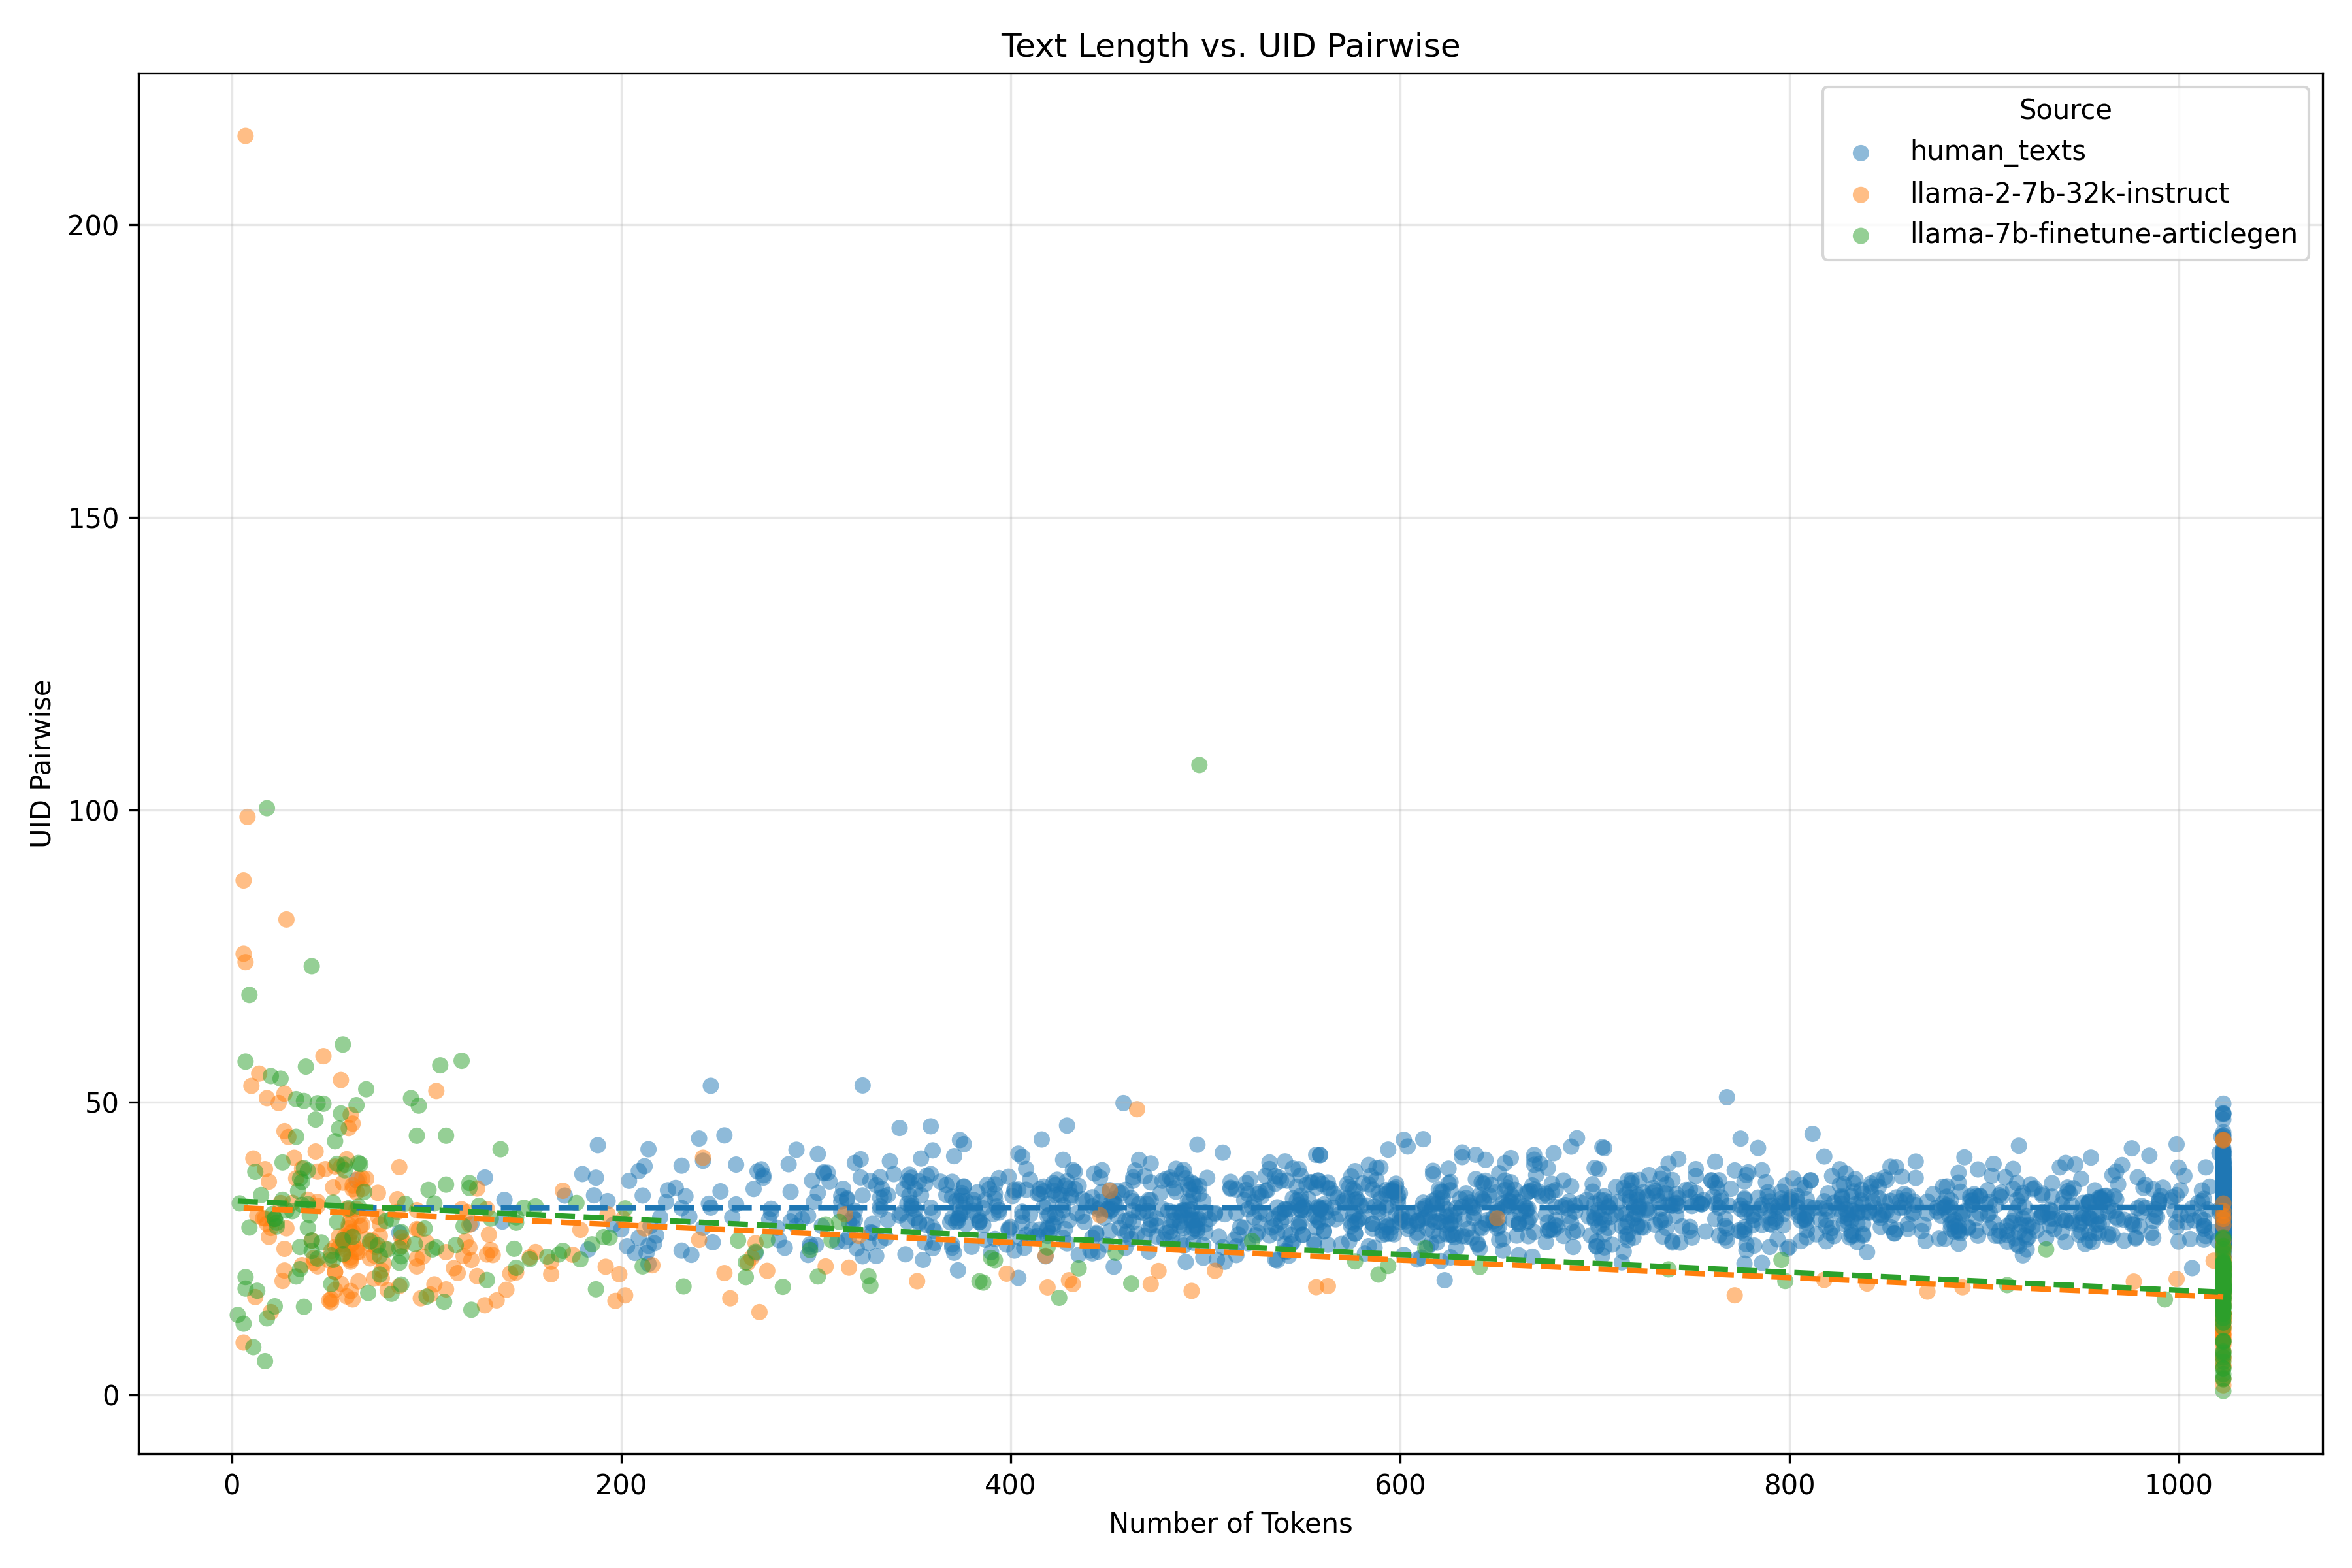 Text Length vs. UID Pairwise
Source
human_texts
llama-2-7b-32k-instruct
llama-7b-finetune-articlegen
UID Pairwise
200
150
100
50
0
0 200 400 600 800 1000
Number of Tokens